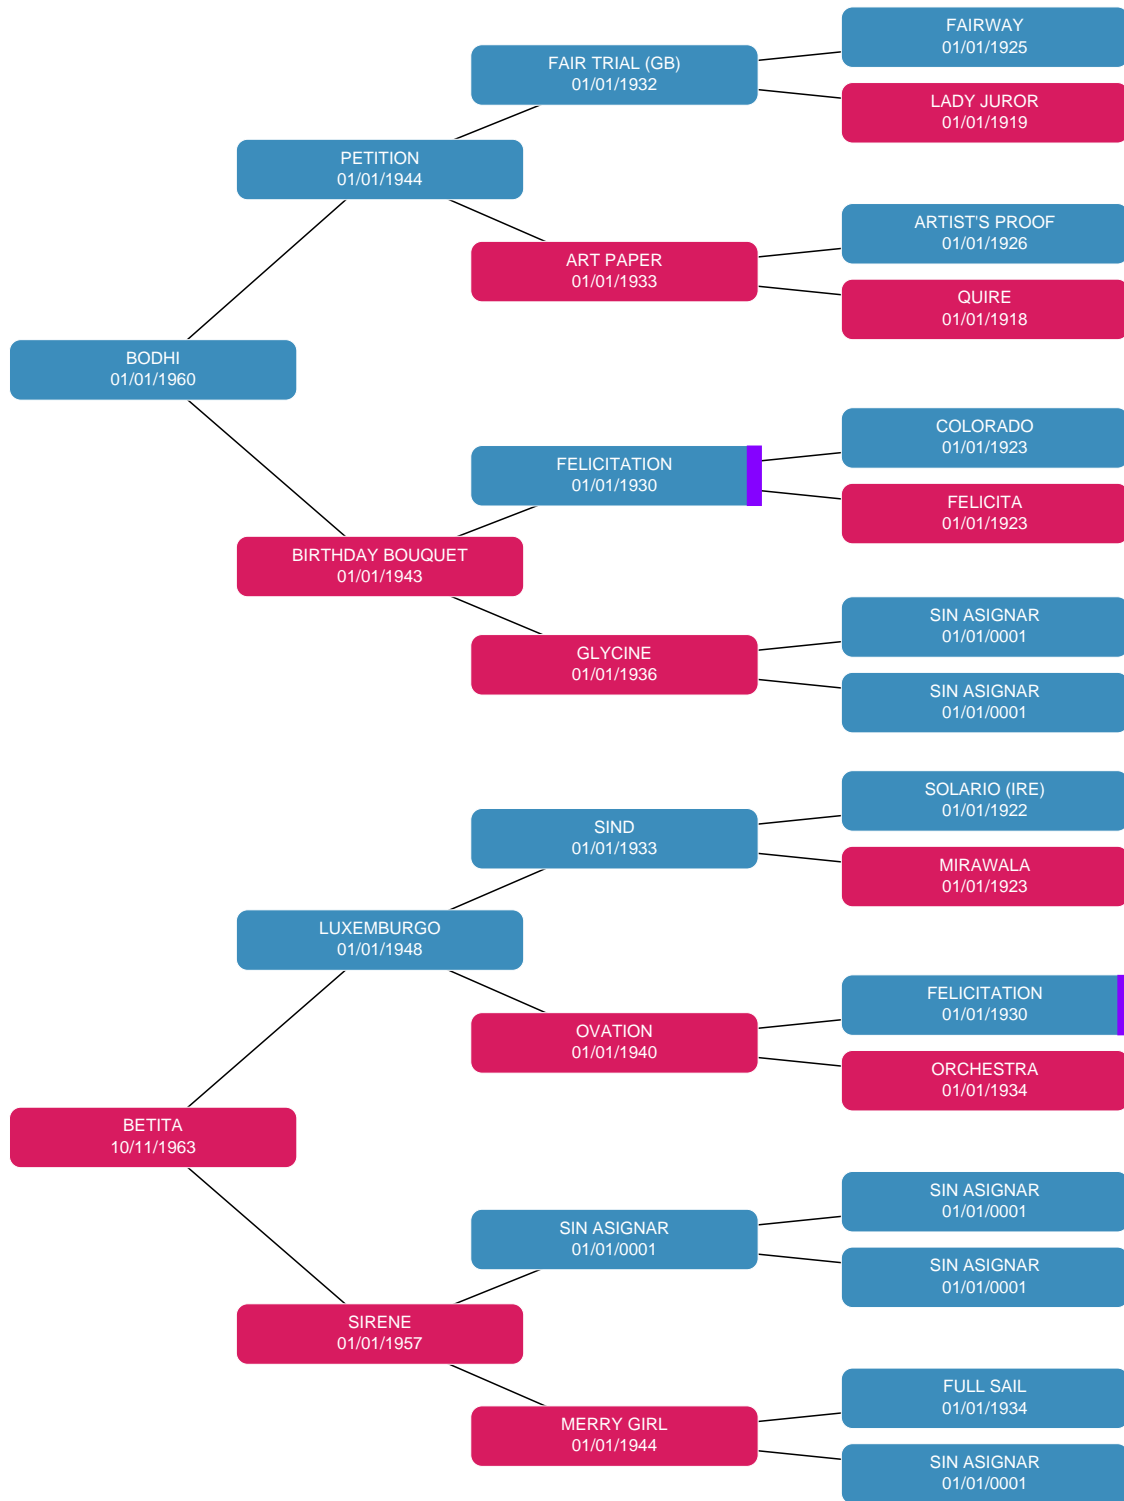 FAIRWAY
01/01/1925
FAIR TRIAL (GB)
01/01/1932
LADY JUROR
01/01/1919
PETITION
01/01/1944
ARTIST'S PROOF
01/01/1926
ART PAPER
01/01/1933
QUIRE
01/01/1918
BODHI
01/01/1960
COLORADO
01/01/1923
FELICITATION
01/01/1930
FELICITA
01/01/1923
BIRTHDAY BOUQUET
01/01/1943
SIN ASIGNAR
01/01/0001
GLYCINE
01/01/1936
SIN ASIGNAR
01/01/0001
SOLARIO (IRE)
01/01/1922
SIND
01/01/1933
MIRAWALA
01/01/1923
LUXEMBURGO
01/01/1948
FELICITATION
01/01/1930
OVATION
01/01/1940
ORCHESTRA
01/01/1934
BETITA
10/11/1963
SIN ASIGNAR
01/01/0001
SIN ASIGNAR
01/01/0001
SIN ASIGNAR
01/01/0001
SIRENE
01/01/1957
FULL SAIL
01/01/1934
MERRY GIRL
01/01/1944
SIN ASIGNAR
01/01/0001